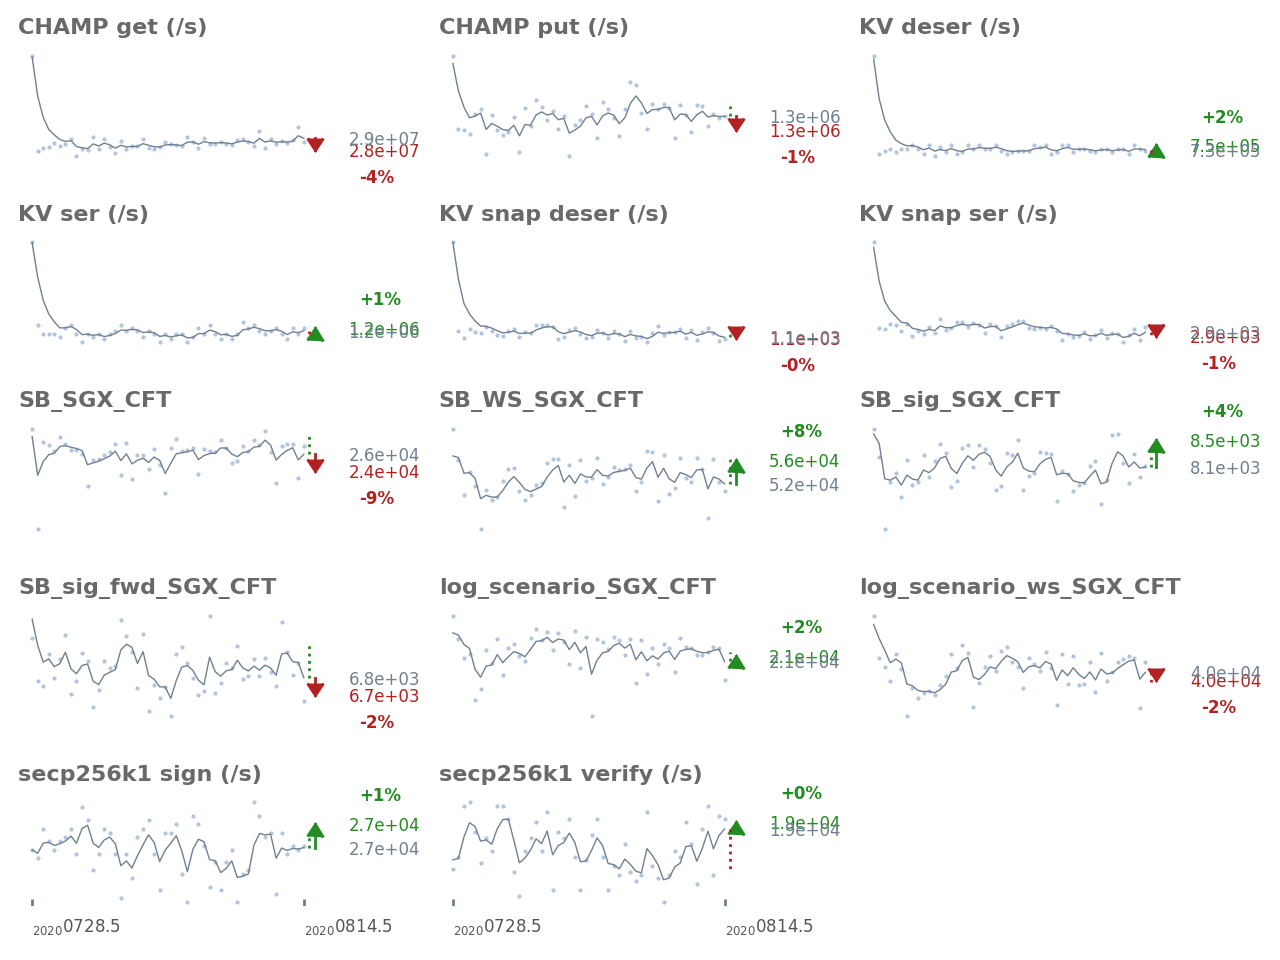 CHAMP get (/s)
2.9e+07
2.8e+07
-4%
CHAMP put (/s)
1.3e+06
1.3e+06
-1%
KV deser (/s)
+2%
7.5e+05
KV ser (/s)
+1%
1.2e+06
1.2e+06
KV snap deser (/s)
1.1e+03
-0%
KV snap ser (/s)
2.9e+03
2.9e+03
-1%
SB_SGX_CFT
2.6e+04
2.4e+04
-9%
SB_WS_SGX_CFT
+8%
5.6e+04
5.2e+04
SB_sig_SGX_CFT
+4%
8.5e+03
8.1e+03
SB_sig_fwd_SGX_CFT
6.8e+03
6.7e+03
-2%
log_scenario_SGX_CFT
+2%
2.1e+04
2.1e+04
log_scenario_ws_SGX_CFT
4.0e+04
4.0e+04
-2%
secp256k1 sign (/s)
+1%
2.7e+04
2.7e+04
2020 0728.5
2020 0814.5
secp256k1 verify (/s)
+0%
1.9e+04
1.9e+04
2020 0728.5
2020 0814.5